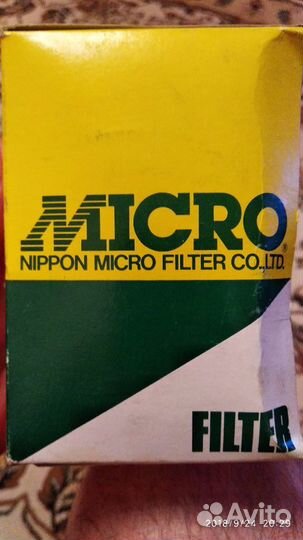 MICRO®
NIPPON MICRO FILTER CO.,LTD.
FILTER
2018/9/24 20:29
Avito